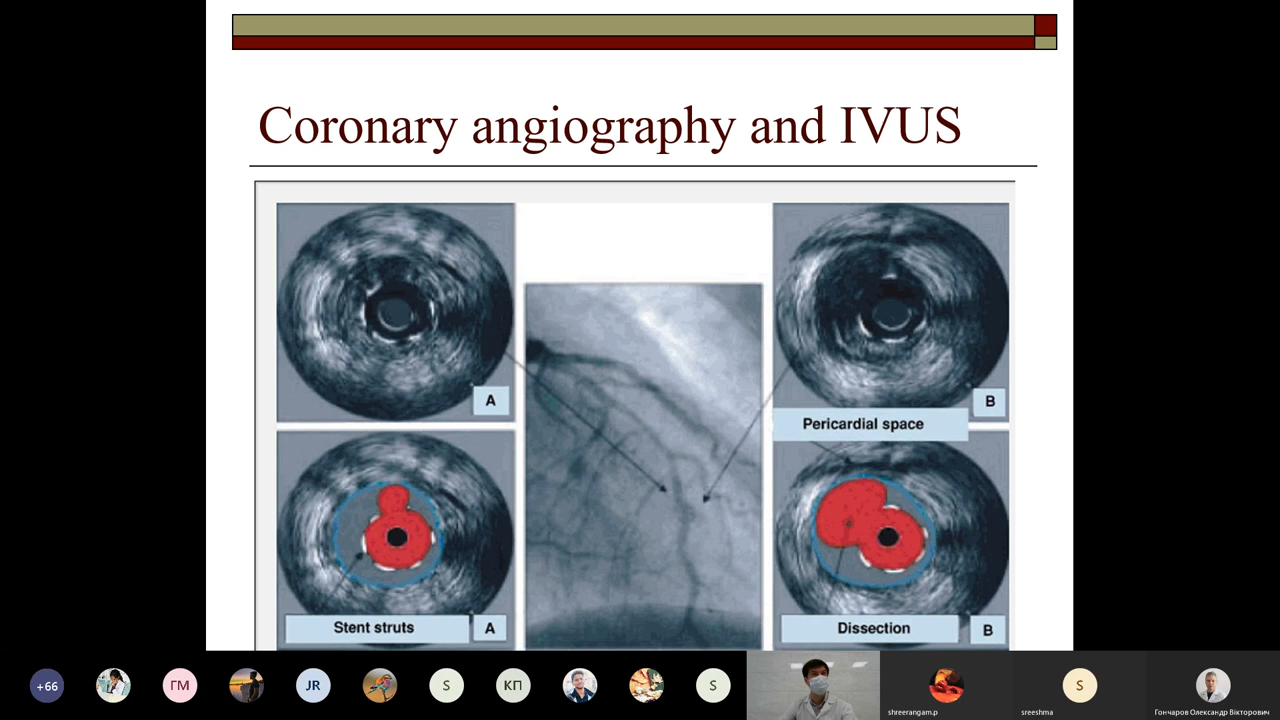 Coronary angiography and IVUS
A
B
Pericardial space
Stent struts
A
Dissection
B
+66
ГМ
JR
S
КП
S
S
shreerangam.p
sreeshma
Гончаров Олександр Вікторович